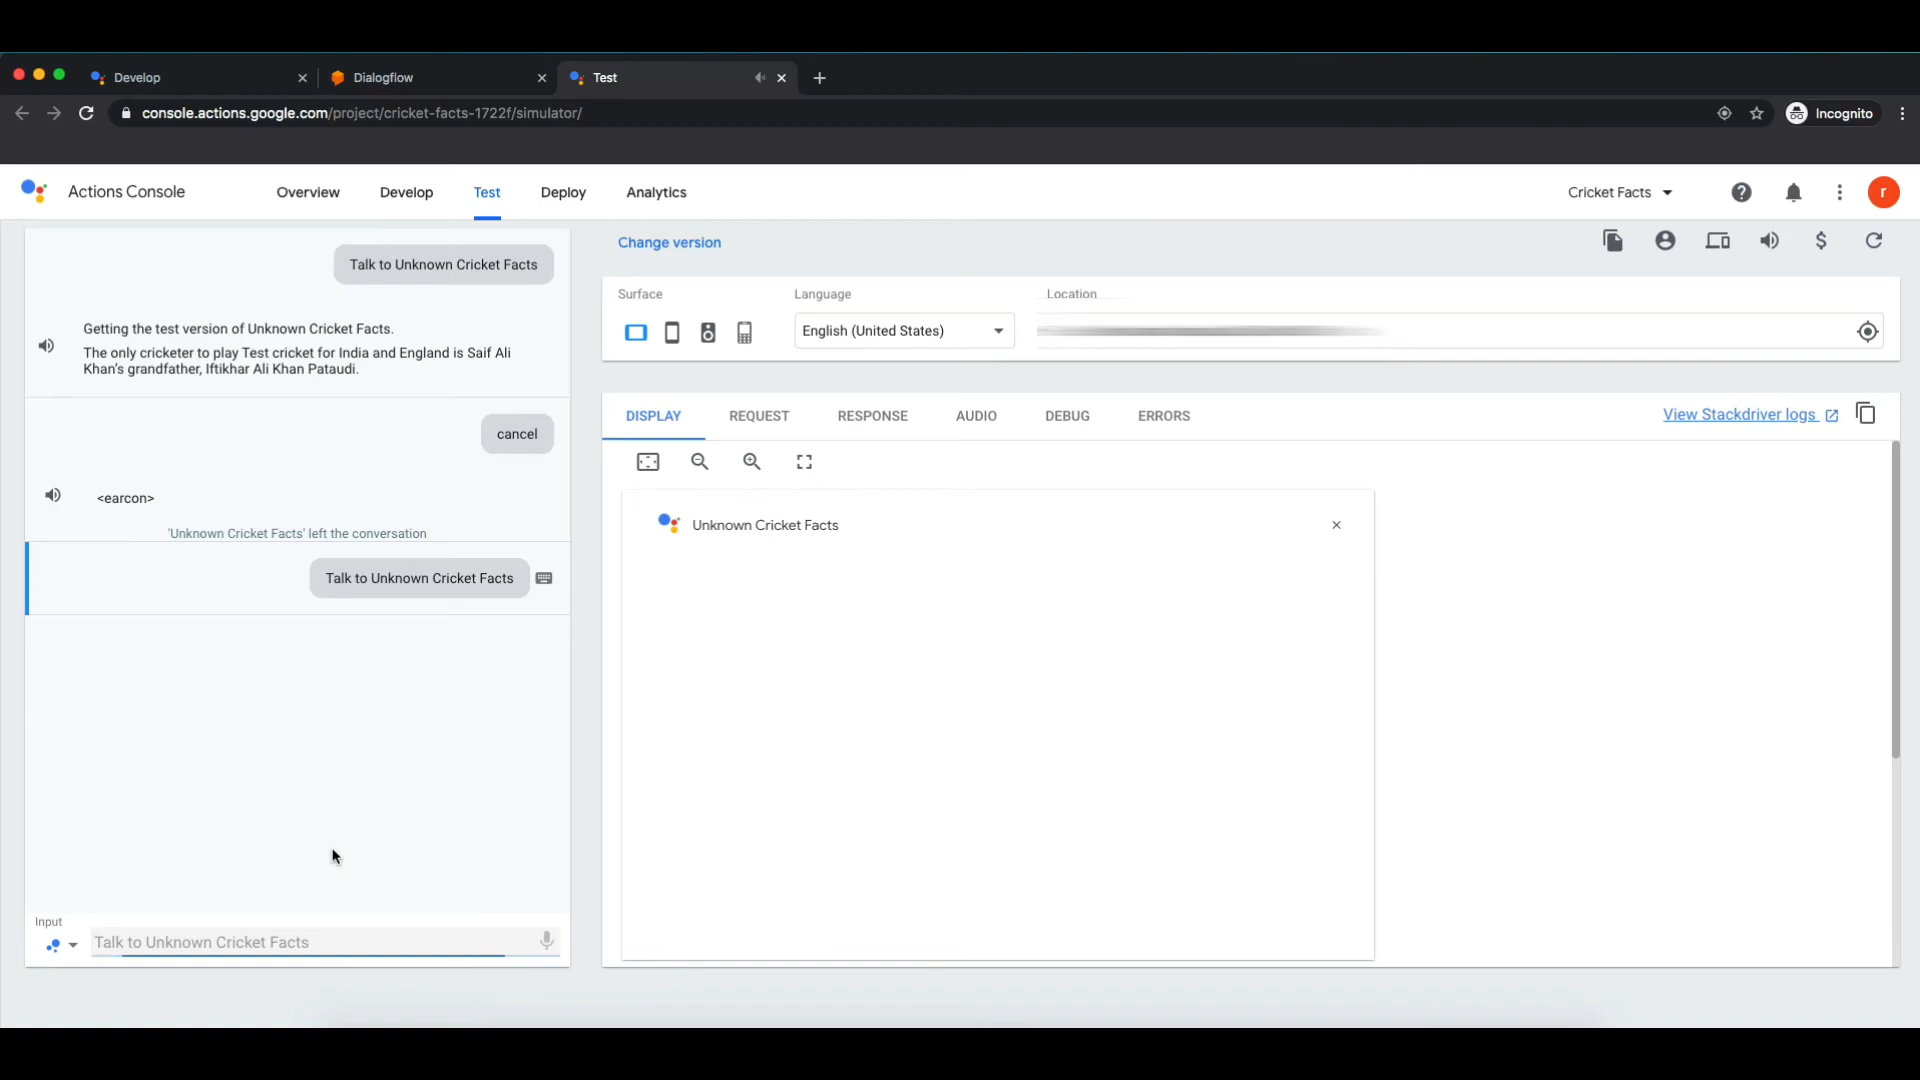 Develop
Dialogflow
Test
console.actions.google.com/project/cricket-facts-1722f/simulator/
Incognito
Actions Console
Overview
Develop
Test
Deploy
Analytics
Cricket Facts
r
Talk to Unknown Cricket Facts
Getting the test version of Unknown Cricket Facts.
The only cricketer to play Test cricket for India and England is Saif Ali
Khan's grandfather, Iftikhar Ali Khan Pataudi.
cancel
<earcon>
'Unknown Cricket Facts' left the conversation
Talk to Unknown Cricket Facts
Input
Talk to Unknown Cricket Facts
Change version
Surface
Language
Location
English (United States)
DISPLAY
REQUEST
RESPONSE
AUDIO
DEBUG
ERRORS
View Stackdriver logs
Unknown Cricket Facts